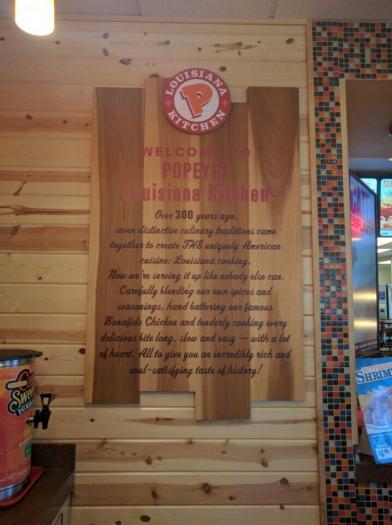 LOUISIANA
P
KITCHEN
WELCOME TO
POPEYES
Louisiana Kitchen
Over 300 years ago,
seven distinctive culinary traditions came
together to create THE uniquely American
cuisine: Louisiana cooking.
Now we're serving it up like nobody else can.
Carefully blending our own spices and
seasonings, hand battering our famous
Bonafide Chicken and tenderly cooking every
delicious bite long, slow and easy — with a lot
of heart. All to give you an incredibly rich and
soul-satisfying taste of history!
Sweet
SHRIMP